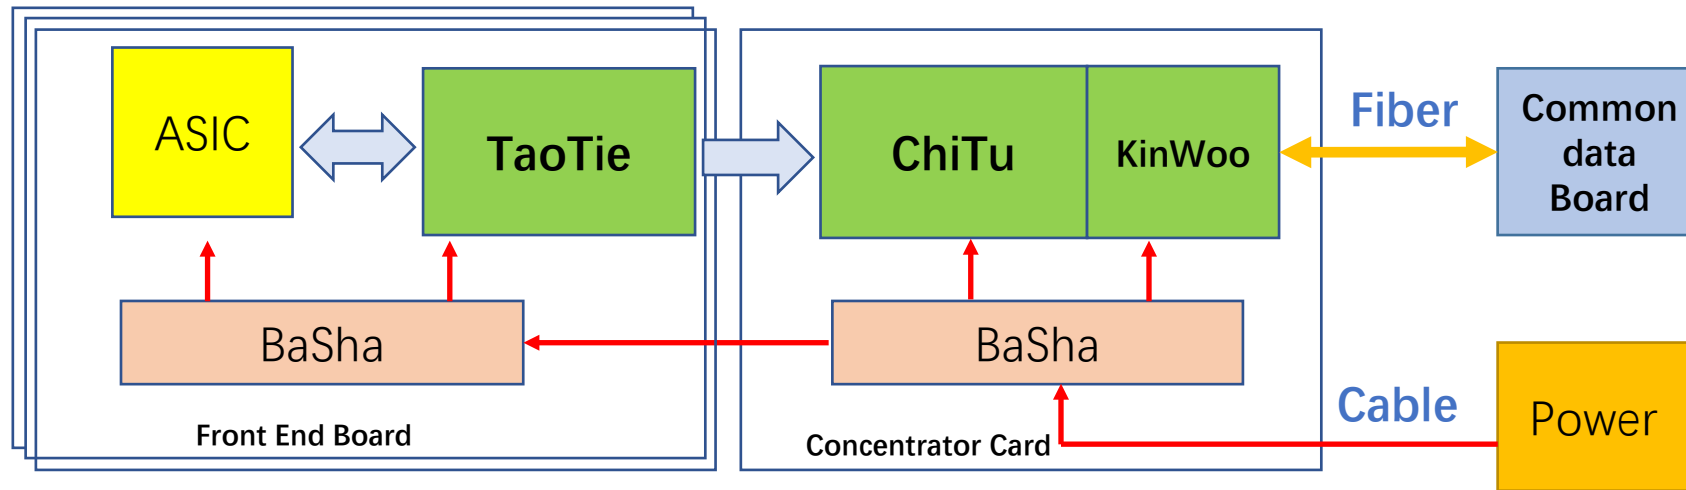 ASIC
TaoTie
ChiTu
KinWoo
Fiber
Common
data
Board
BaSha
BaSha
Cable
Power
Front End Board
Concentrator Card